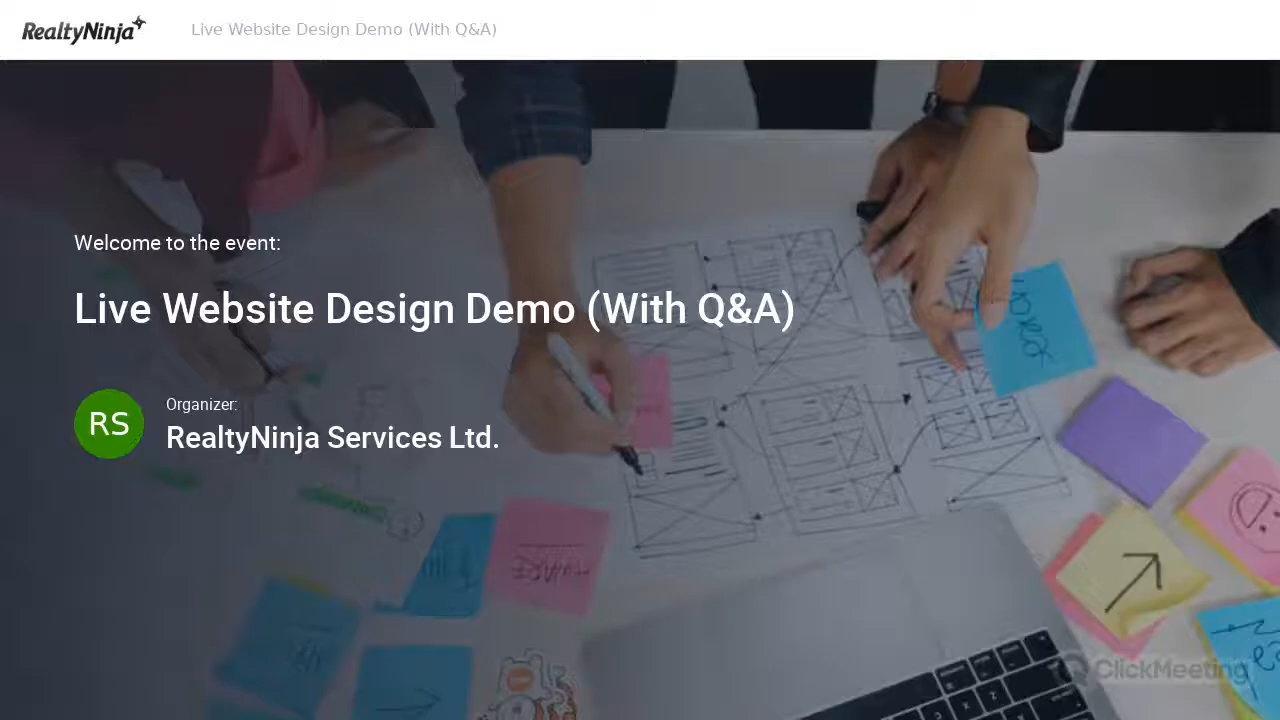 RealtyNinja
Live Website Design Demo (With Q&A)
Welcome to the event:
Live Website Design Demo (With Q&A)
RS
Organizer:
RealtyNinja Services Ltd.
ClickMeeting